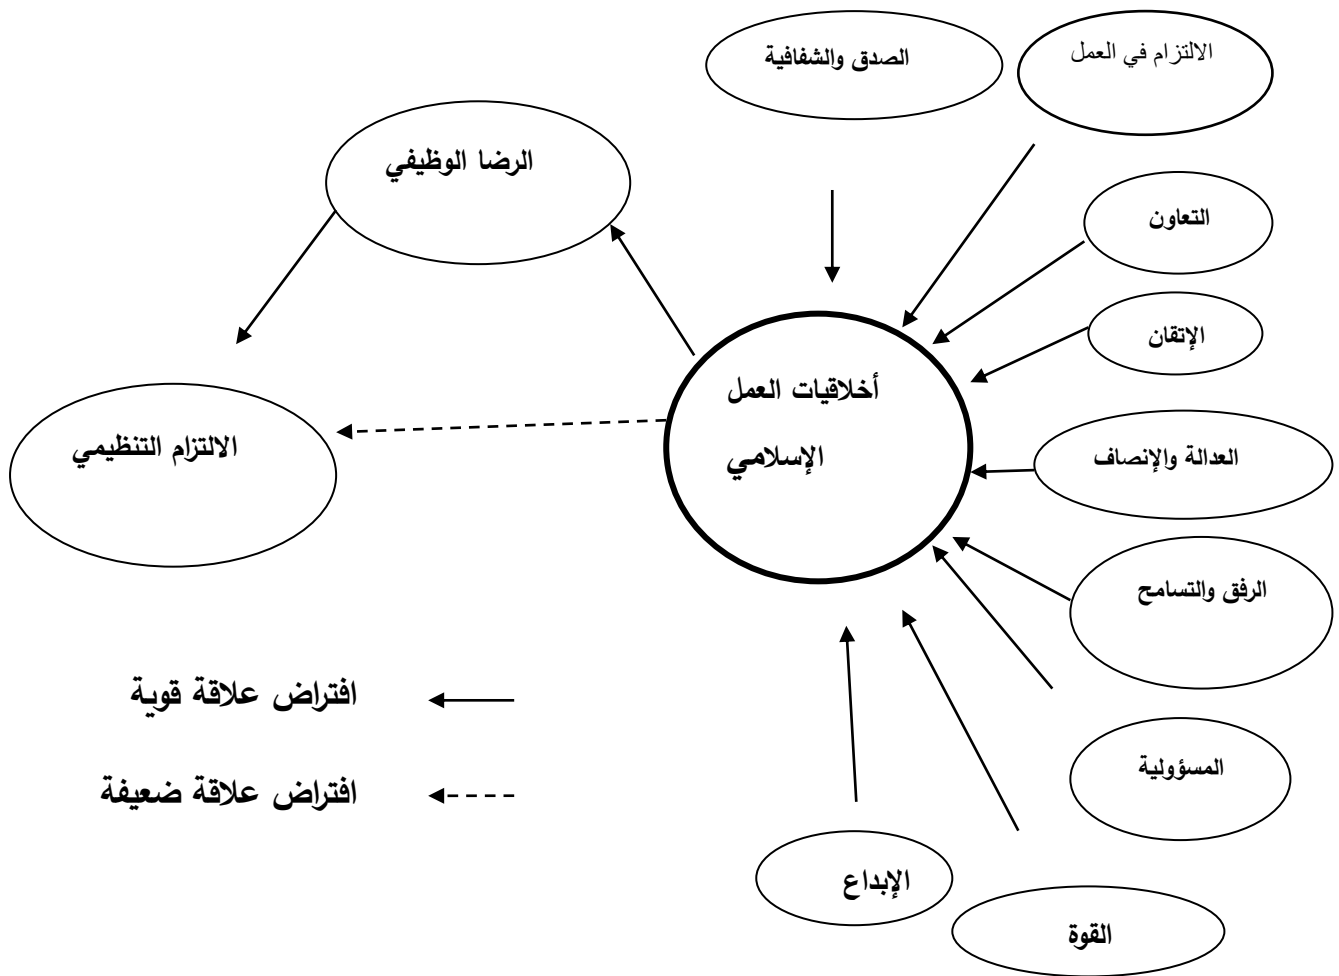 الالتزام في العمل
الصدق والشفافية
الرضا الوظيفي
التعاون
الإتقان
أخلاقيات العمل
الإسلامي
الالتزام التنظيمي
العدالة والإنصاف
الرفق والتسامح
افتراض علاقة قوية
المسؤولية
افتراض علاقة ضعيفة
الإبداع
القوة